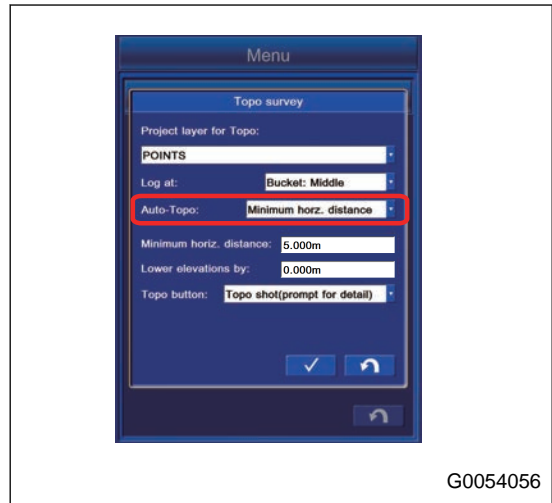 Menu
Topo survey
Project layer for Topo:
POINTS
Log at: Bucket: Middle
Auto-Topo: Minimum horz. distance
Minimum horiz. distance: 5.000m
Lower elevations by: 0.000m
Topo button: Topo shot(prompt for detail)
G0054056